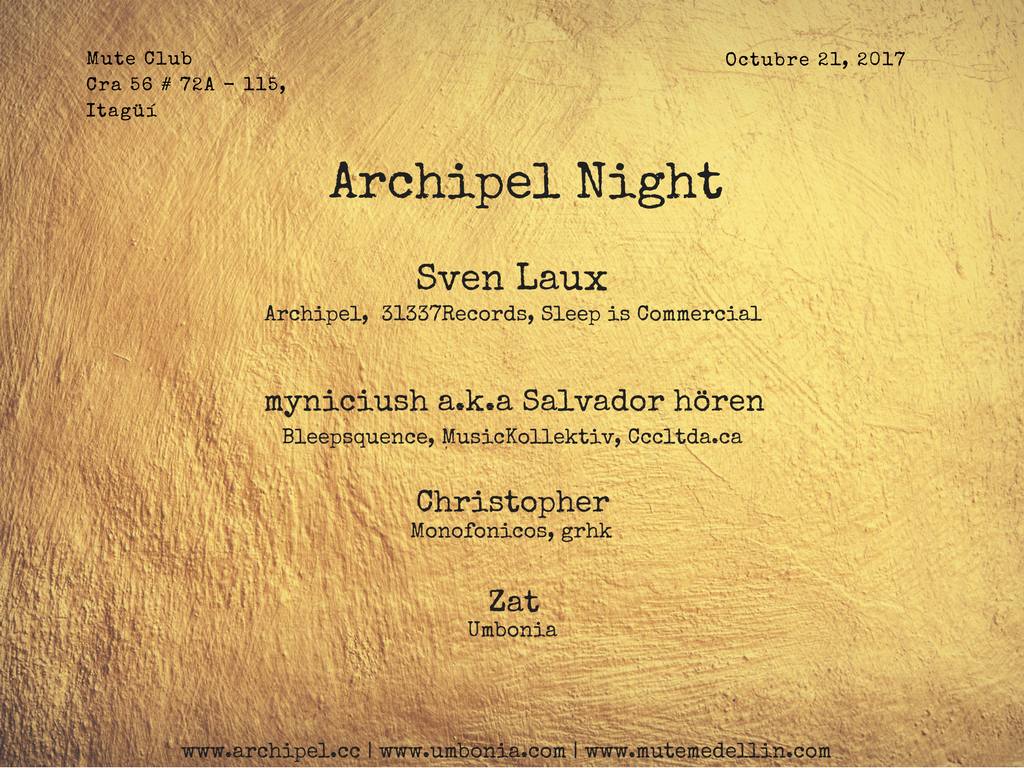 Mute Club
Cra 56 # 72A - 115,
Itagüí
Octubre 21, 2017
Archipel Night
Sven Laux
Archipel, 31337Records, Sleep is Commercial
myniciush a.k.a Salvador hören
Bleepsquence, MusicKollektiv, Cccltda.ca
Christopher
Monofonicos, grhk
Zat
Umbonia
www.archipel.cc | www.umbonia.com | www.mutemedellin.com